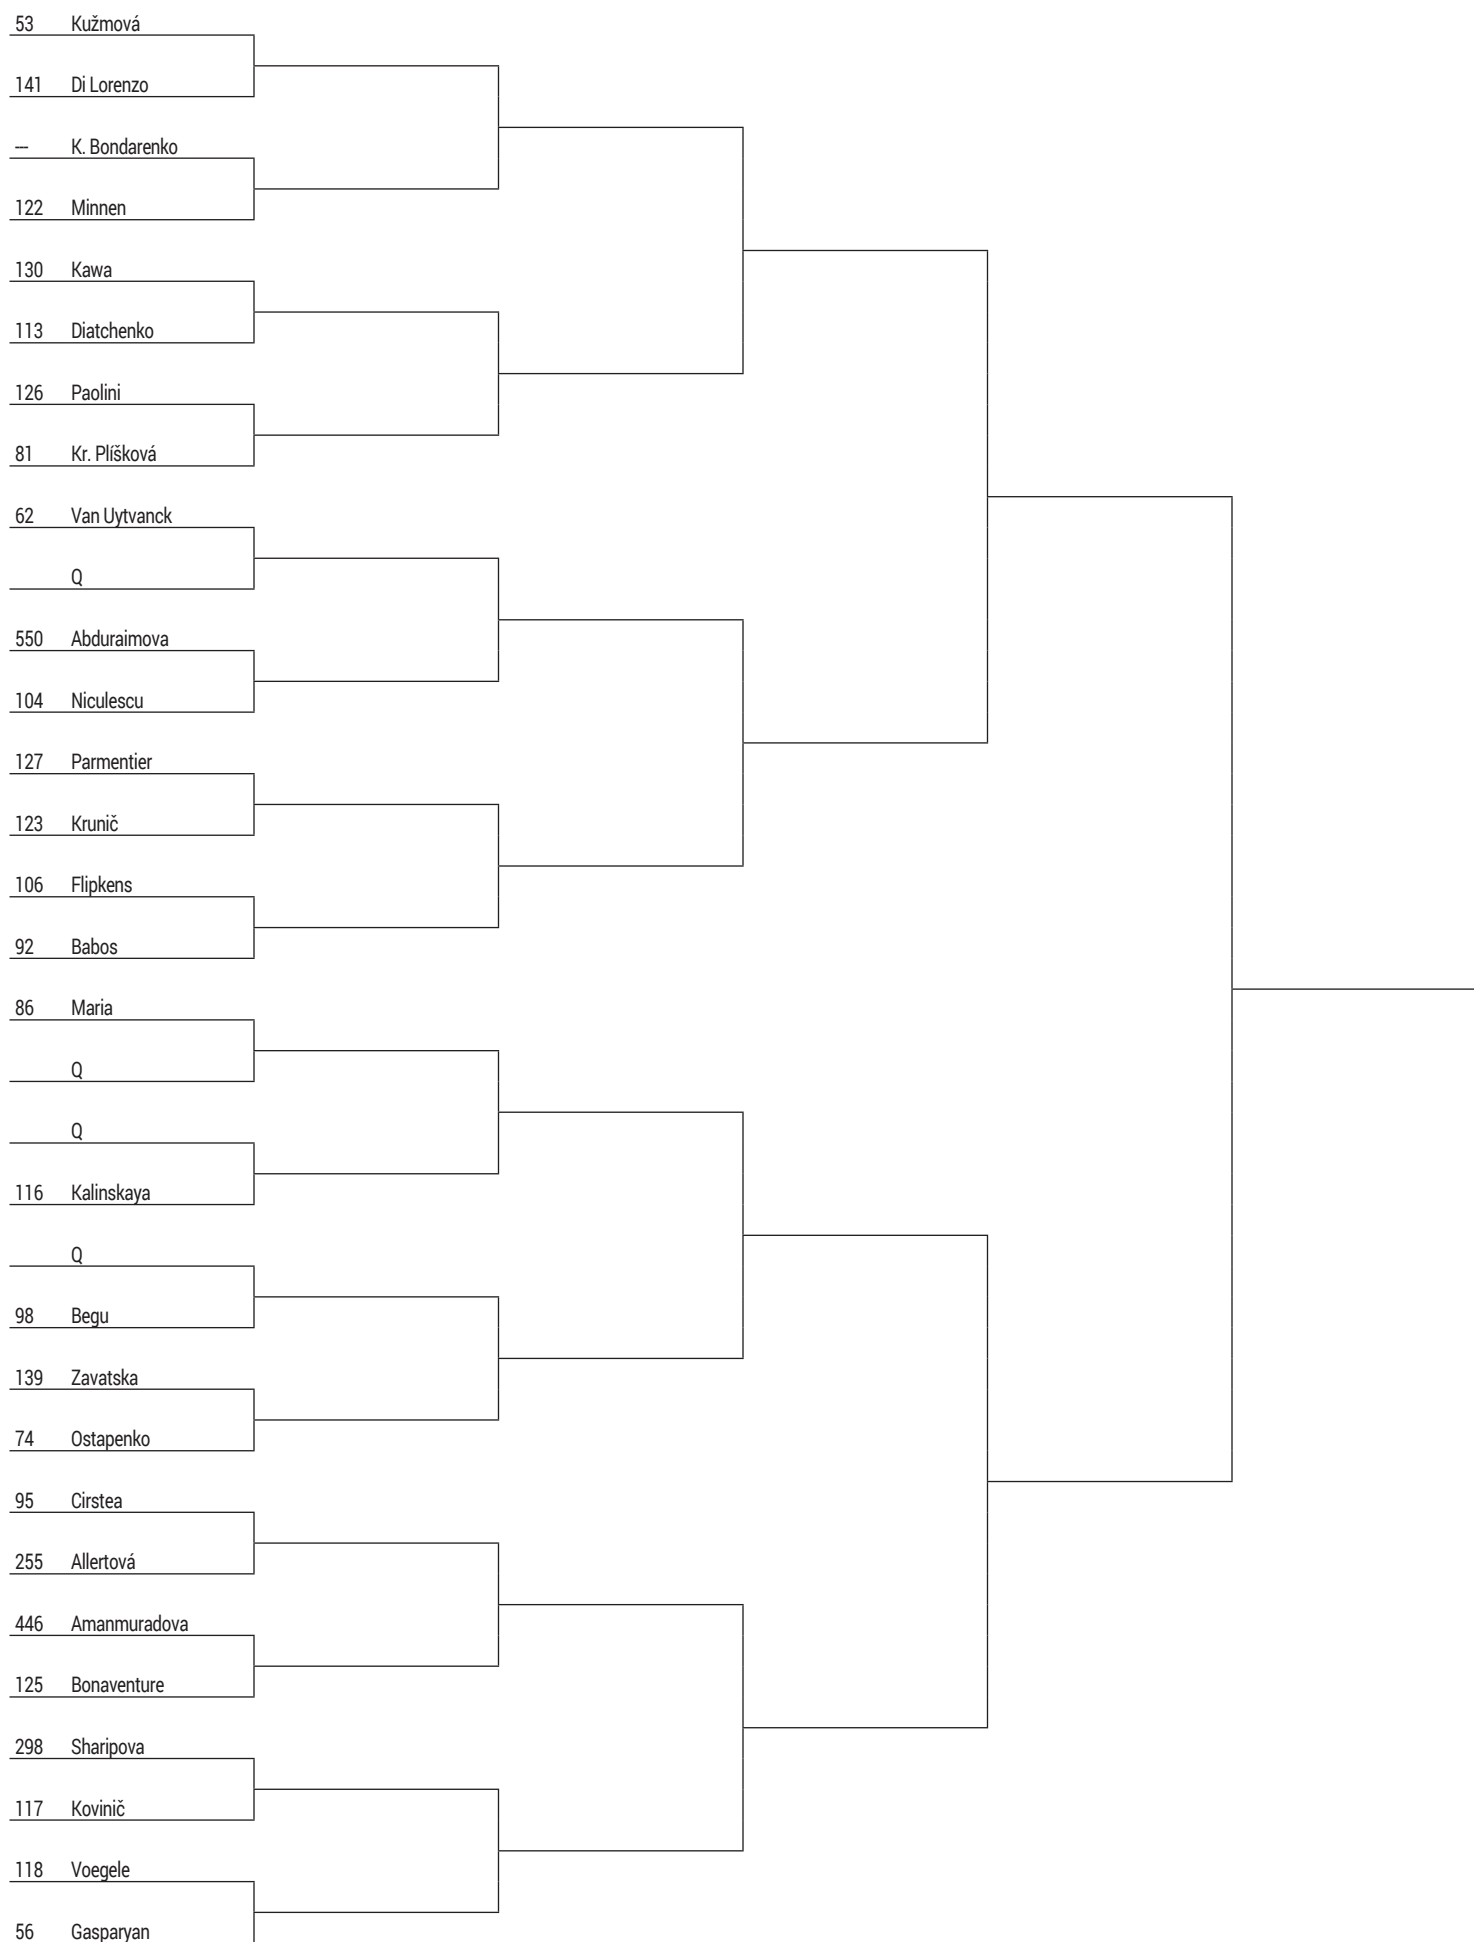 53 Kužmová
141 Di Lorenzo
--- K. Bondarenko
122 Minnen
130 Kawa
113 Diatchenko
126 Paolini
81 Kr. Plíšková
62 Van Uytvanck
Q
550 Abduraimova
104 Niculescu
127 Parmentier
123 Krunič
106 Flipkens
92 Babos
86 Maria
Q
Q
116 Kalinskaya
Q
98 Begu
139 Zavatska
74 Ostapenko
95 Cirstea
255 Allertová
446 Amanmuradova
125 Bonaventure
298 Sharipova
117 Kovinič
118 Voegele
56 Gasparyan